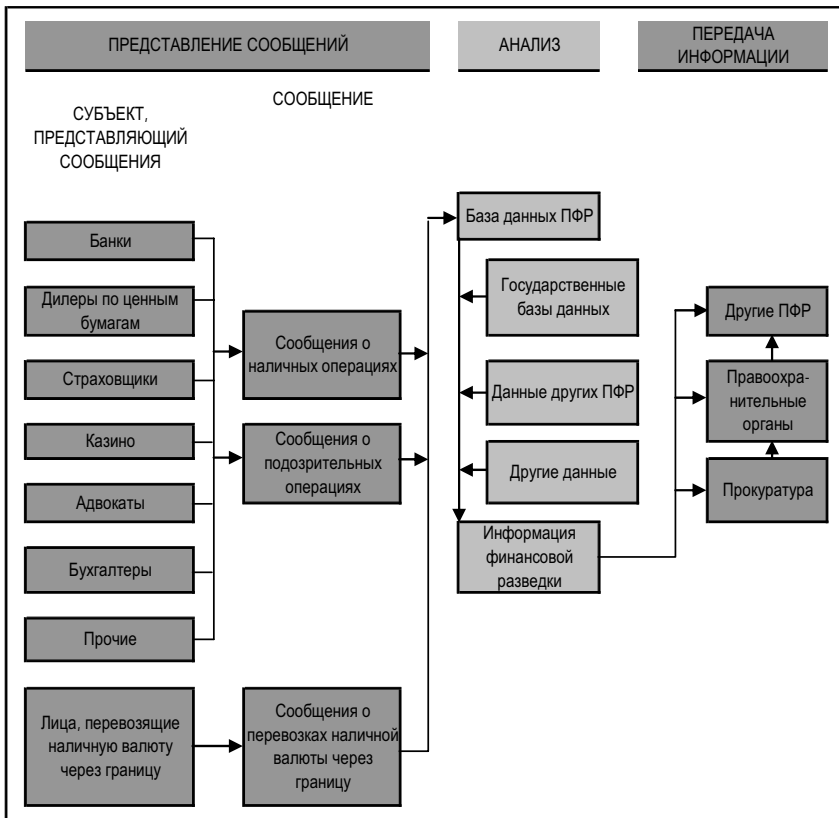 ПРЕДСТАВЛЕНИЕ СООБЩЕНИЙ
АНАЛИЗ
ПЕРЕДАЧА
ИНФОРМАЦИИ
СООБЩЕНИЕ
СУБЪЕКТ,
ПРЕДСТАВЛЯЮЩИЙ
СООБЩЕНИЯ
Банки
Дилеры по ценным
бумагам
Страховщики
Казино
Адвокаты
Бухгалтеры
Прочие
Лица, перевозящие
наличную валюту
через границу
Сообщения о
наличных операциях
Сообщения о
подозрительных
операциях
Сообщения о
перевозках наличной
валюты через
границу
База данных ПФР
Государственные
базы данных
Данные других ПФР
Другие данные
Информация
финансовой
разведки
Другие ПФР
Правоохра-
нительные
органы
Прокуратура